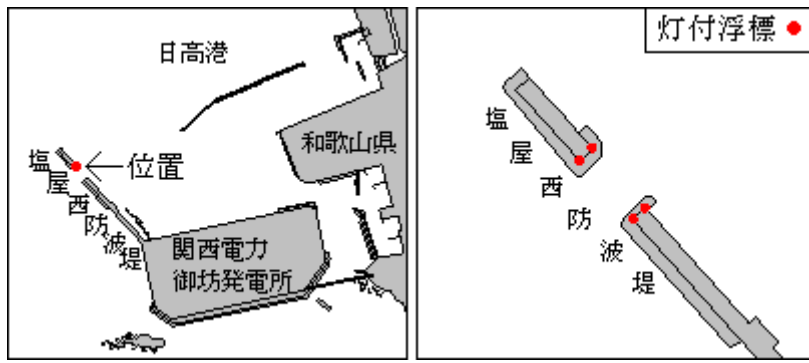 日高港
和歌山県
←位置
塩屋西防波堤
関西電力
御坊発電所
灯付浮標
塩屋西防波堤